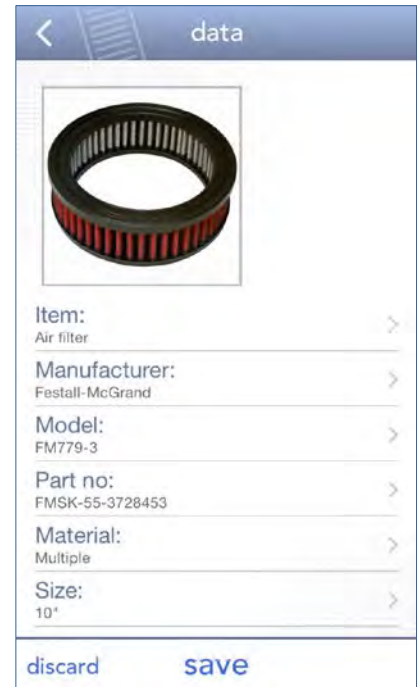 data
Item:
Air filter
Manufacturer:
Festall-McGrand
Model:
FM779-3
Part no:
FMSK-55-3728453
Material:
Multiple
Size:
10"
discard save